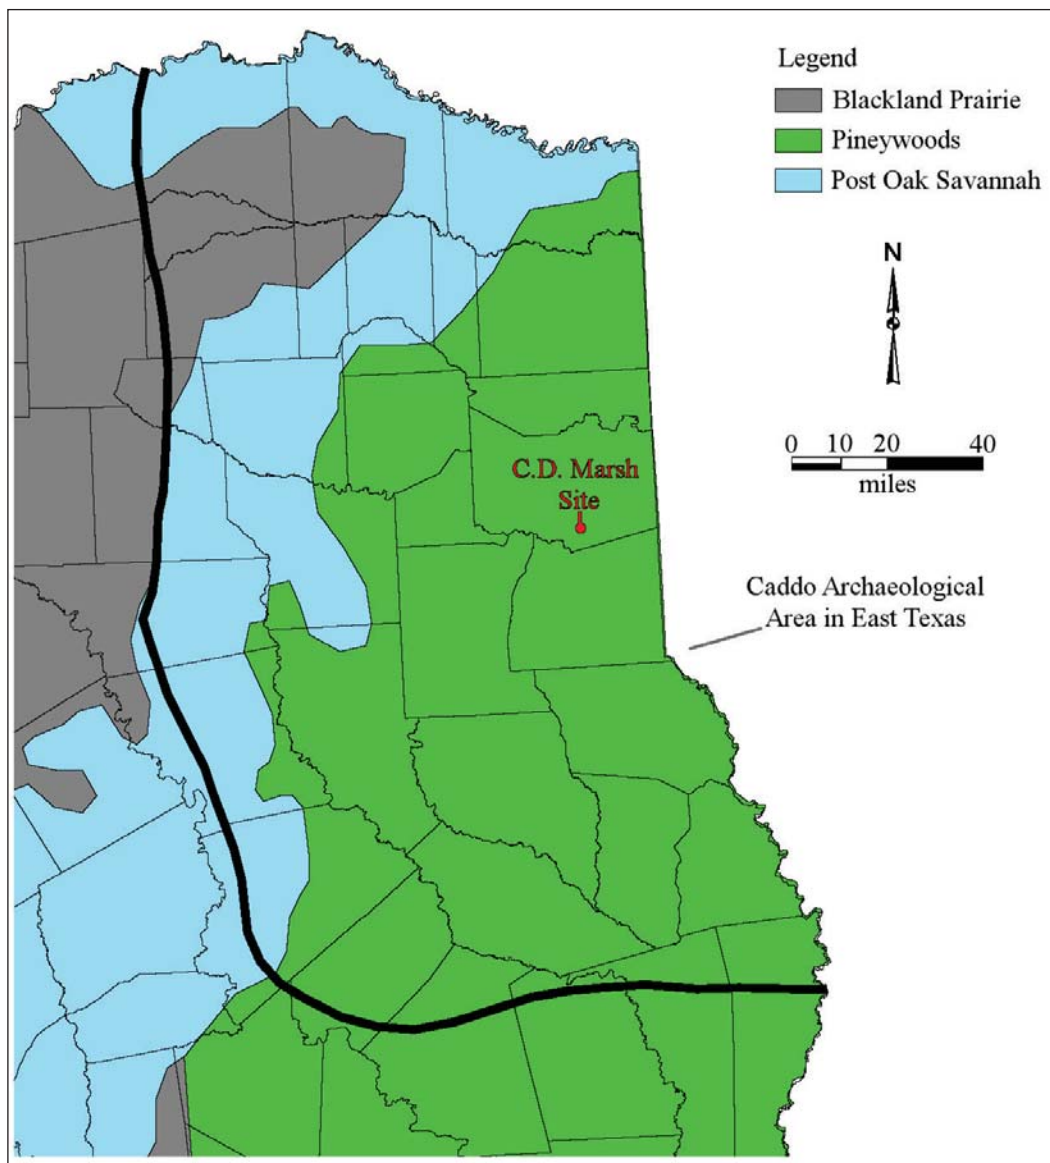 Legend
Blackland Prairie
Pineywoods
Post Oak Savannah
N
0 10 20 40
miles
C.D. Marsh
Site
Caddo Archaeological
Area in East Texas